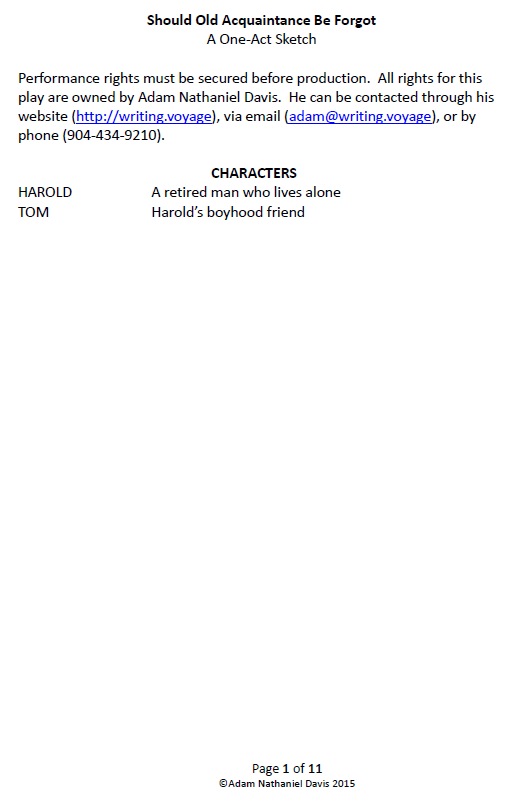 Should Old Acquaintance Be Forgot
A One-Act Sketch
Performance rights must be secured before production.  All rights for this
play are owned by Adam Nathaniel Davis.  He can be contacted through his
website (http://writing.voyage), via email (adam@writing.voyage), or by
phone (904-434-9210).
CHARACTERS
HAROLD A retired man who lives alone
TOM Harold's boyhood friend
Page 1 of 11
©Adam Nathaniel Davis 2015